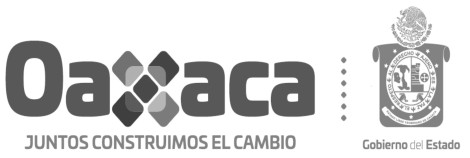 Oaxaca
JUNTOS CONSTRUIMOS EL CAMBIO
Gobierno del Estado